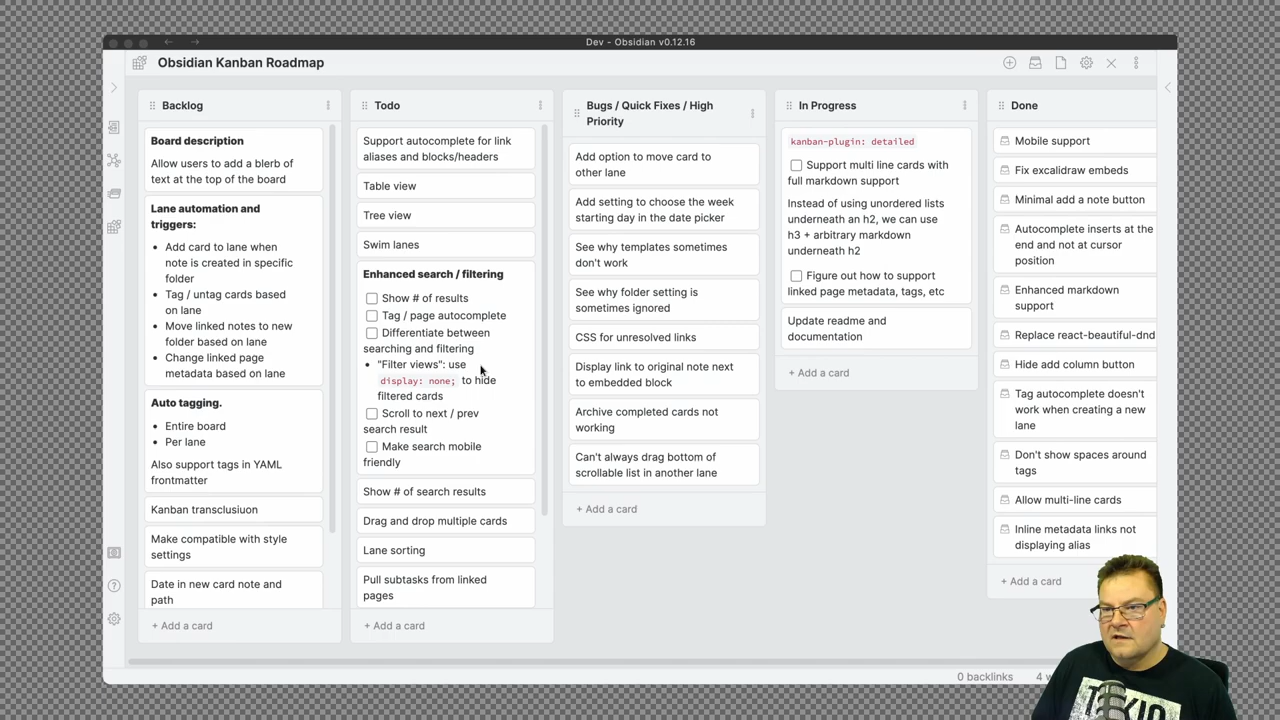 Dev - Obsidian v0.12.16
Obsidian Kanban Roadmap
Backlog
Board description
Allow users to add a blerb of
text at the top of the board
Lane automation and
triggers:
Add card to lane when
note is created in specific
folder
Tag / untag cards based
on lane
Move linked notes to new
folder based on lane
Change linked page
metadata based on lane
Auto tagging.
Entire board
Per lane
Also support tags in YAML
frontmatter
Kanban transclusiuon
Make compatible with style
settings
Date in new card note and
path
+ Add a card
Todo
Support autocomplete for link
aliases and blocks/headers
Table view
Tree view
Swim lanes
Enhanced search / filtering
Show # of results
Tag / page autocomplete
Differentiate between
searching and filtering
"Filter views": use
display: none; to hide
filtered cards
Scroll to next / prev
search result
Make search mobile
friendly
Show # of search results
Drag and drop multiple cards
Lane sorting
Pull subtasks from linked
pages
+ Add a card
Bugs / Quick Fixes / High
Priority
Add option to move card to
other lane
Add setting to choose the week
starting day in the date picker
See why templates sometimes
don't work
See why folder setting is
sometimes ignored
CSS for unresolved links
Display link to original note next
to embedded block
Archive completed cards not
working
Can't always drag bottom of
scrollable list in another lane
+ Add a card
In Progress
kanban-plugin: detailed
Support multi line cards with
full markdown support
Instead of using unordered lists
underneath an h2, we can use
h3 + arbitrary markdown
underneath h2
Figure out how to support
linked page metadata, tags, etc
Update readme and
documentation
+ Add a card
Done
Mobile support
Fix excalidraw embeds
Minimal add a note button
Autocomplete inserts at the
end and not at cursor
position
Enhanced markdown
support
Replace react-beautiful-dnd
Hide add column button
Tag autocomplete doesn't
work when creating a new
lane
Don't show spaces around
tags
Allow multi-line cards
Inline metadata links not
displaying alias
+ Add a card
0 backlinks
4